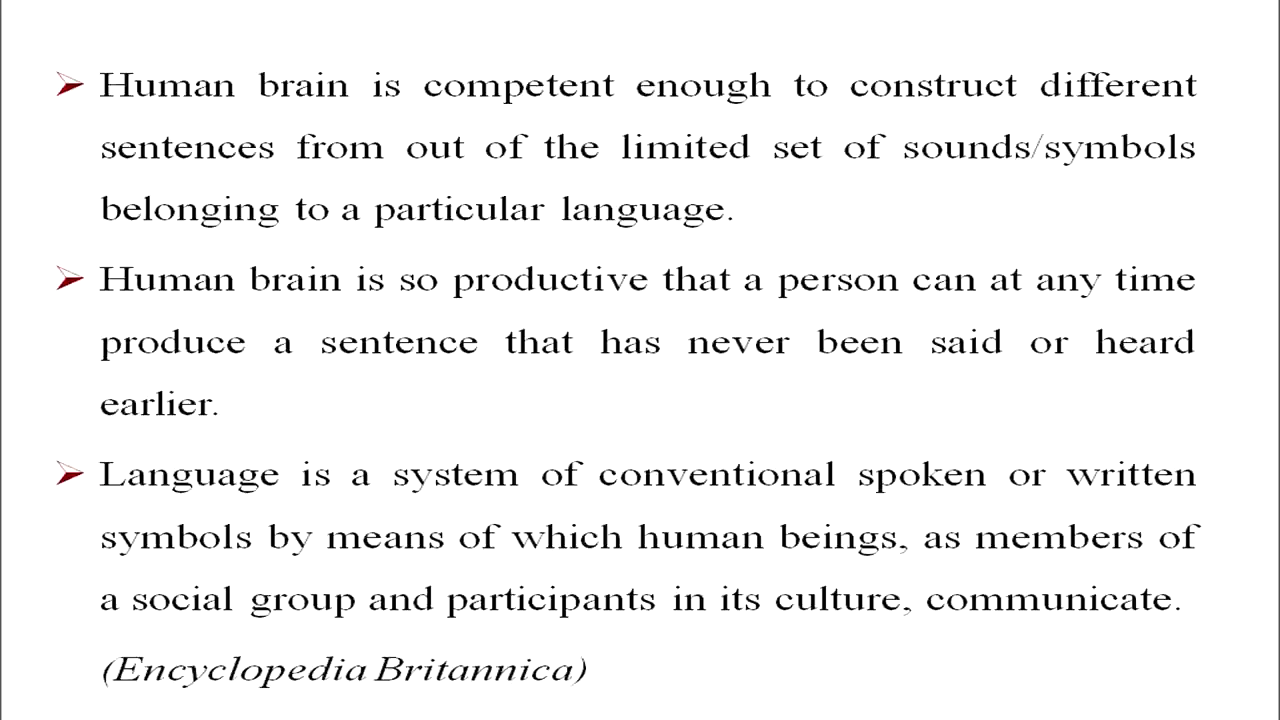 ➢ Human brain is competent enough to construct different
sentences from out of the limited set of sounds/symbols
belonging to a particular language.
➢ Human brain is so productive that a person can at any time
produce a sentence that has never been said or heard
earlier.
➢ Language is a system of conventional spoken or written
symbols by means of which human beings, as members of
a social group and participants in its culture, communicate.
(Encyclopedia Britannica)